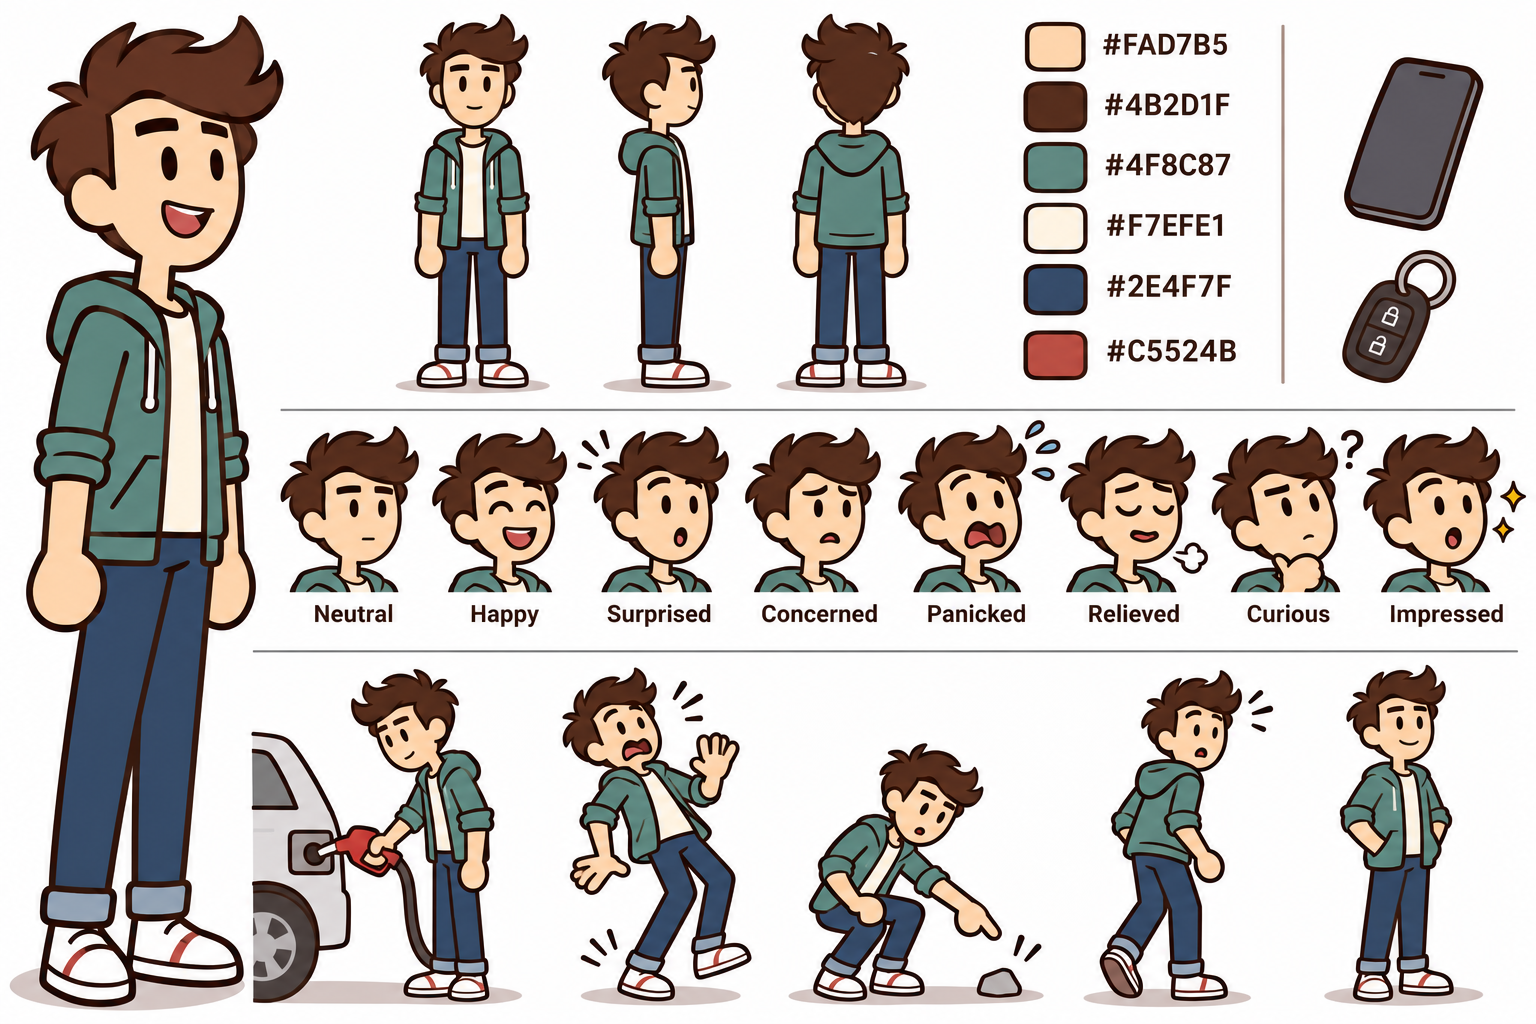 #FAD7B5
#4B2D1F
#4F8C87
#F7EFE1
#2E4F7F
#C5524B
?
Neutral
Happy
Surprised
Concerned
Panicked
Relieved
Curious
Impressed